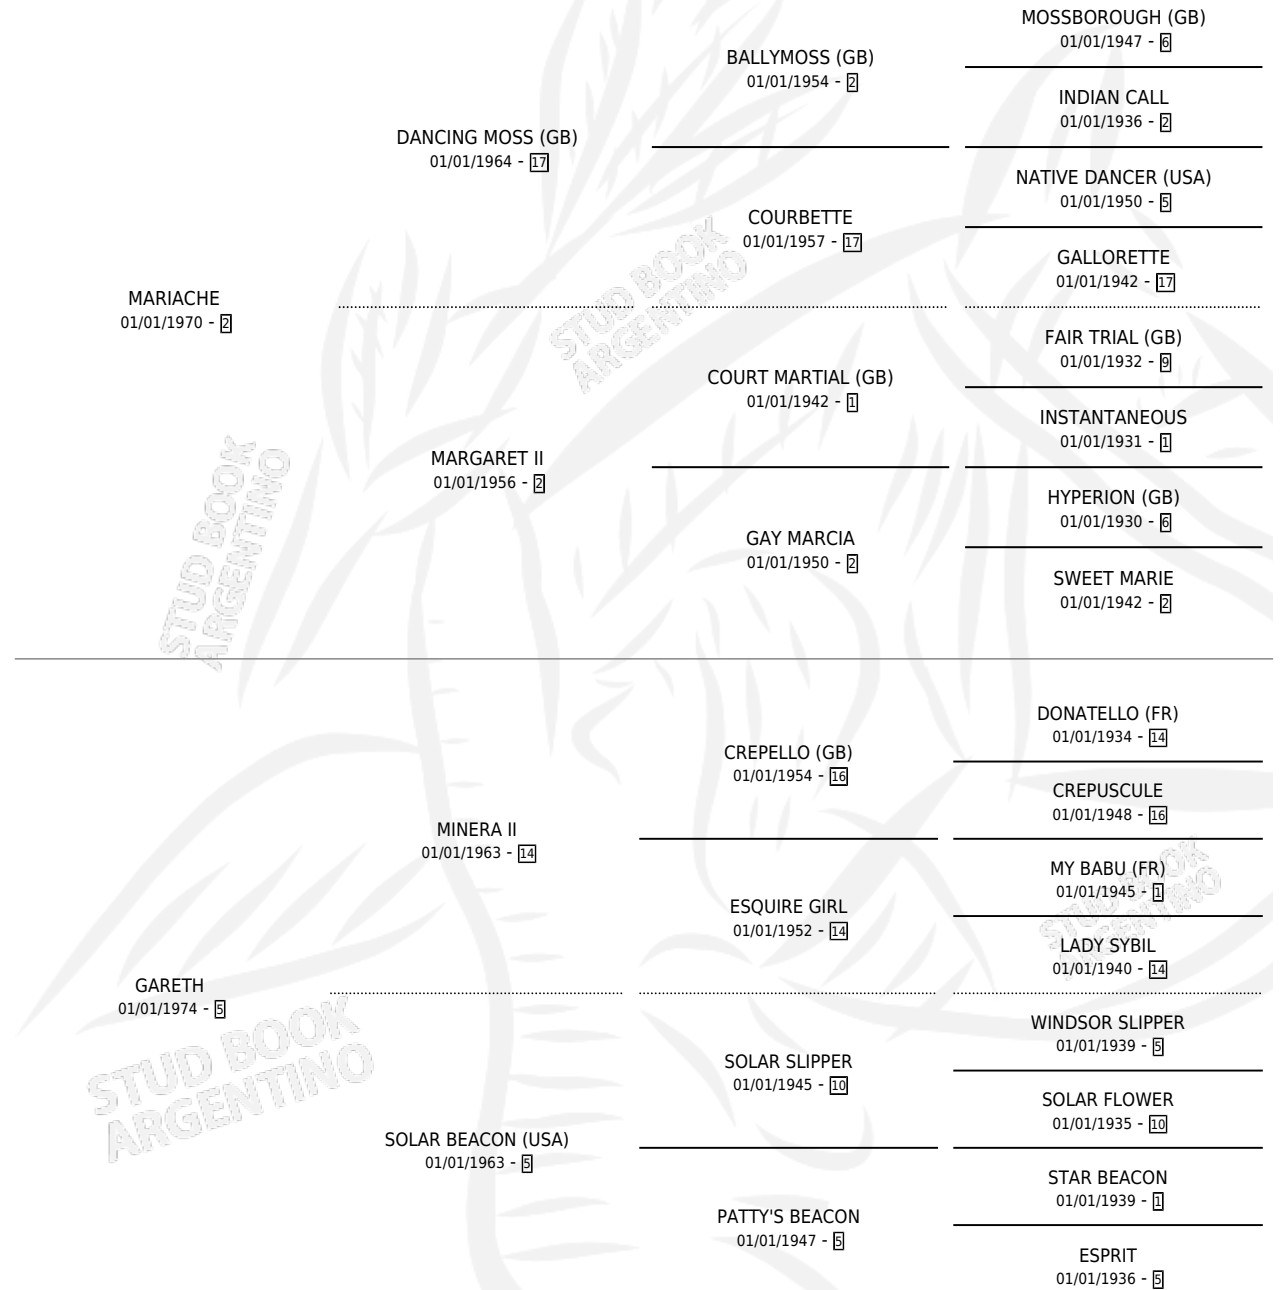 MOSSBOROUGH (GB)
01/01/1947 - 6
BALLYMOSS (GB)
01/01/1954 - 2
INDIAN CALL
01/01/1936 - 2
DANCING MOSS (GB)
01/01/1964 - 17
NATIVE DANCER (USA)
01/01/1950 - 5
COURBETTE
01/01/1957 - 17
GALLORETTE
01/01/1942 - 17
MARIACHE
01/01/1970 - 2
FAIR TRIAL (GB)
01/01/1932 - 9
COURT MARTIAL (GB)
01/01/1942 - 1
INSTANTANEOUS
01/01/1931 - 1
MARGARET II
01/01/1956 - 2
HYPERION (GB)
01/01/1930 - 6
GAY MARCIA
01/01/1950 - 2
SWEET MARIE
01/01/1942 - 2
STUD BOOK
ARGENTINO
STUD BOOK
ARGENTINO
DONATELLO (FR)
01/01/1934 - 14
CREPELLO (GB)
01/01/1954 - 16
CREPUSCULE
01/01/1948 - 16
MINERA II
01/01/1963 - 14
MY BABU (FR)
01/01/1945 - 1
ESQUIRE GIRL
01/01/1952 - 14
LADY SYBIL
01/01/1940 - 14
STUD BOOK
ARGENTINO
GARETH
01/01/1974 - 5
WINDSOR SLIPPER
01/01/1939 - 5
SOLAR SLIPPER
01/01/1945 - 10
SOLAR FLOWER
01/01/1935 - 10
STUD BOOK
ARGENTINO
SOLAR BEACON (USA)
01/01/1963 - 5
STAR BEACON
01/01/1939 - 1
PATTY'S BEACON
01/01/1947 - 5
ESPRIT
01/01/1936 - 5